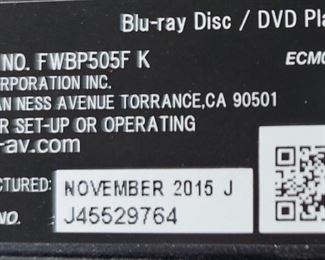 Blu-ray Disc / DVD Pla
NO. FWBP505F K ECMO
CORPORATION INC.
AN NESS AVENUE TORRANCE,CA 90501
R SET-UP OR OPERATING
-av.com
CTURED: NOVEMBER 2015 J
NO. J45529764